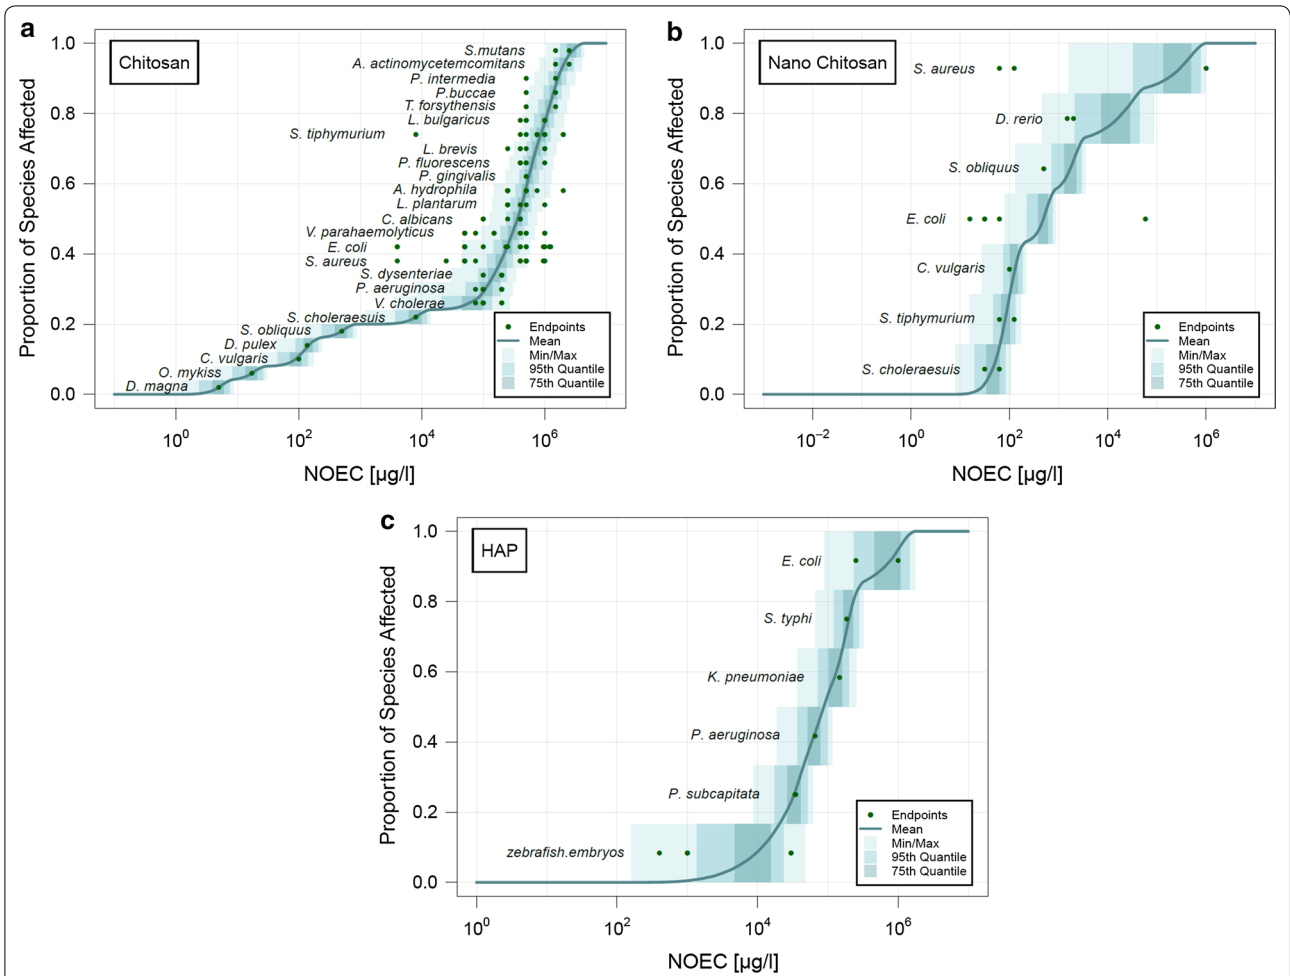 a
Chitosan
Proportion of Species Affected
1.0
0.8
0.6
0.4
0.2
0.0
S.mutans
A. actinomycetemcomitans
P. intermedia
P.buccae
T. forsythensis
L. bulgaricus
S. tiphymurium
L. brevis
P. fluorescens
P. gingivalis
A. hydrophila
L. plantarum
C. albicans
V. parahaemolyticus
E. coli
S. aureus
S. dysenteriae
P. aeruginosa
V. cholerae
S. choleraesuis
S. obliquus
D. pulex
C. vulgaris
O. mykiss
D. magna
Endpoints
Mean
Min/Max
95th Quantile
75th Quantile
10^0 10^2 10^4 10^6
NOEC [µg/l]
b
Nano Chitosan
Proportion of Species Affected
1.0
0.8
0.6
0.4
0.2
0.0
S. aureus
D. rerio
S. obliquus
E. coli
C. vulgaris
S. tiphymurium
S. choleraesuis
Endpoints
Mean
Min/Max
95th Quantile
75th Quantile
10^−2 10^0 10^2 10^4 10^6
NOEC [µg/l]
c
HAP
Proportion of Species Affected
1.0
0.8
0.6
0.4
0.2
0.0
E. coli
S. typhi
K. pneumoniae
P. aeruginosa
P. subcapitata
zebrafish.embryos
Endpoints
Mean
Min/Max
95th Quantile
75th Quantile
10^0 10^2 10^4 10^6
NOEC [µg/l]